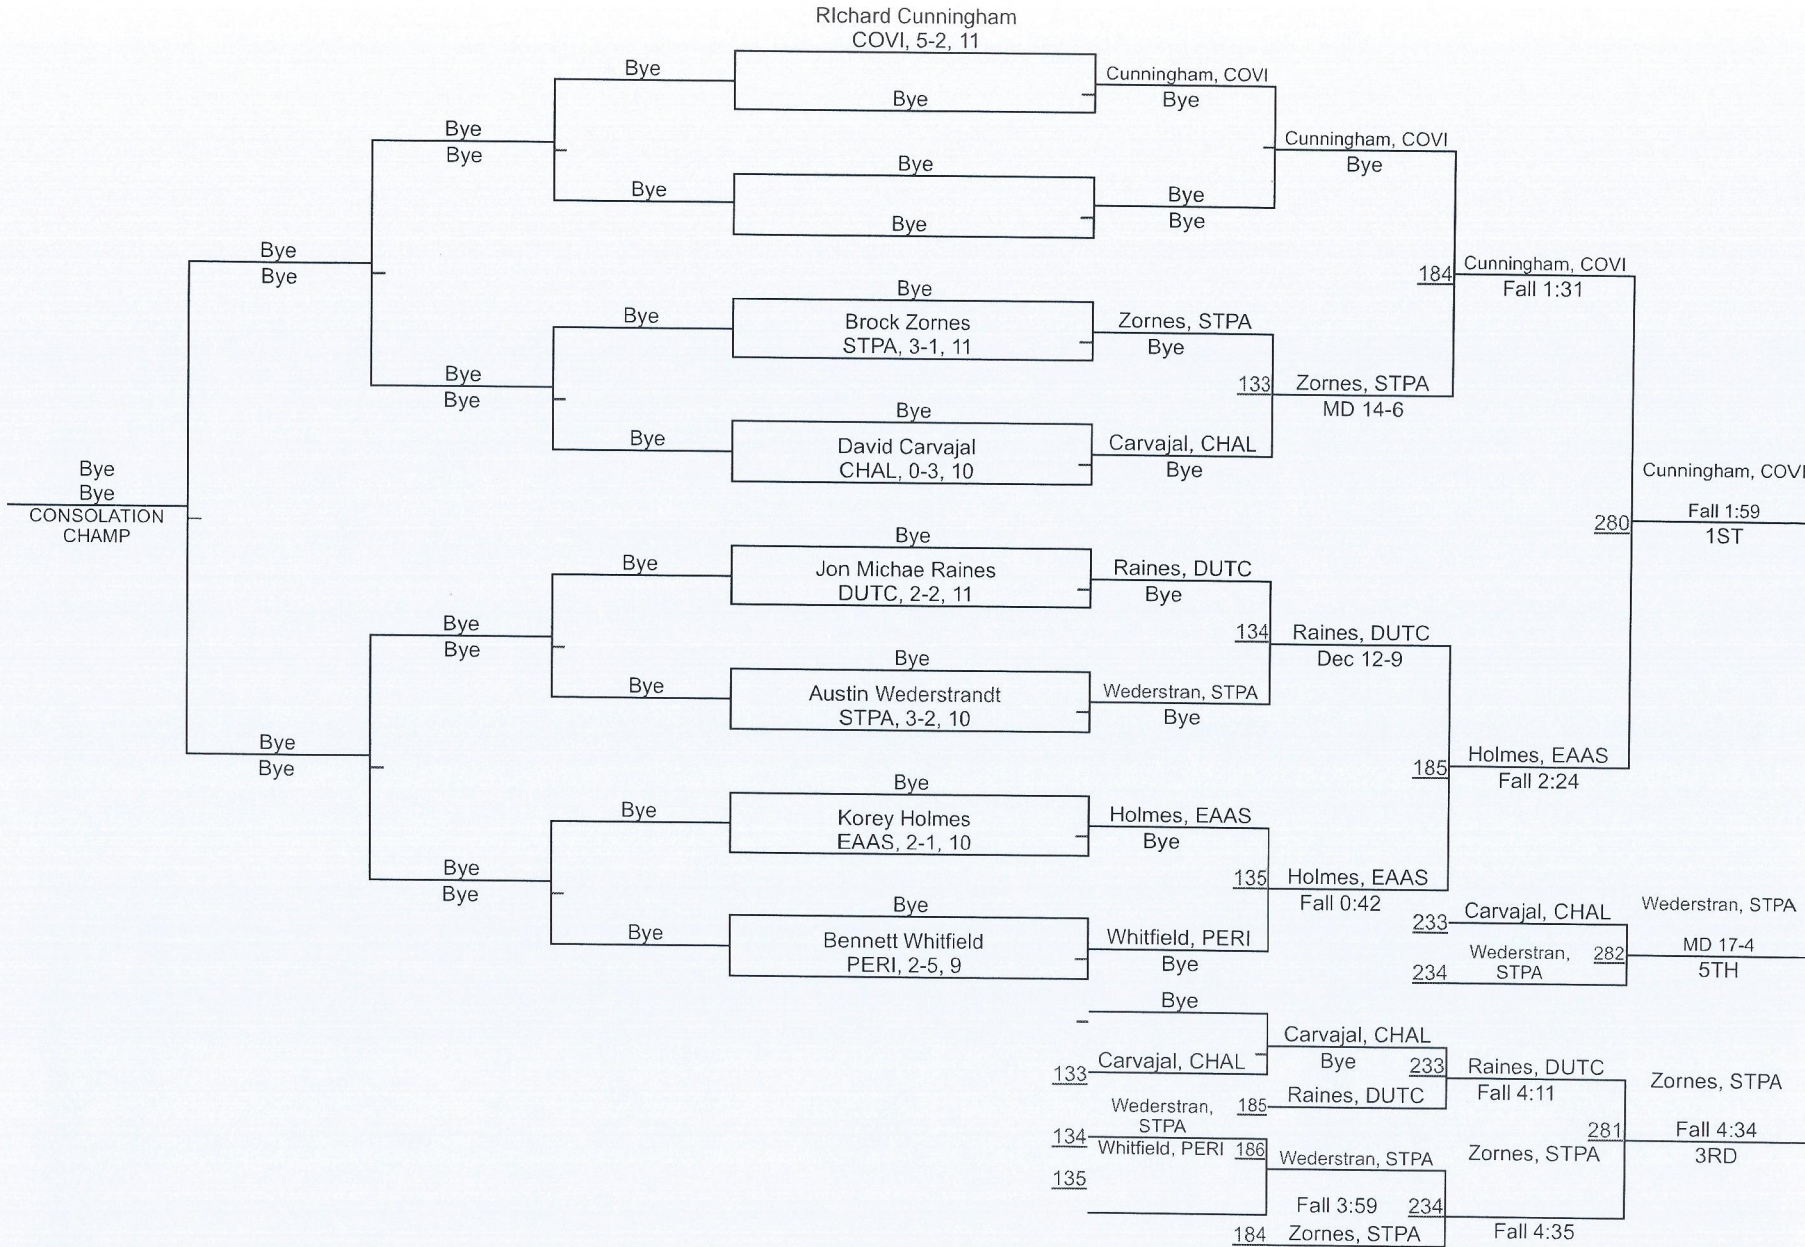 RIchard Cunningham
COVI, 5-2, 11
Bye
Bye
Cunningham, COVI
Bye
Bye
Bye
Cunningham, COVI
Bye
Bye
Bye
Bye
Bye
Bye
Bye
Bye
Bye
184
Cunningham, COVI
Fall 1:31
Bye
Bye
Brock Zornes
STPA, 3-1, 11
Zornes, STPA
Bye
Bye
Bye
133
Zornes, STPA
MD 14-6
Bye
Bye
David Carvajal
CHAL, 0-3, 10
Carvajal, CHAL
Bye
Bye
Bye
CONSOLATION
CHAMP
Cunningham, COVI
280
Fall 1:59
1ST
Bye
Bye
Jon Michae Raines
DUTC, 2-2, 11
Raines, DUTC
Bye
Bye
Bye
134
Raines, DUTC
Dec 12-9
Bye
Bye
Austin Wederstrandt
STPA, 3-2, 10
Wederstran, STPA
Bye
Bye
Bye
185
Holmes, EAAS
Fall 2:24
Bye
Bye
Korey Holmes
EAAS, 2-1, 10
Holmes, EAAS
Bye
Bye
Bye
135
Holmes, EAAS
Fall 0:42
Bye
Bye
Bennett Whitfield
PERI, 2-5, 9
Whitfield, PERI
Bye
233
Carvajal, CHAL
Wederstran, STPA
234
Wederstran,
STPA
282
MD 17-4
5TH
Bye
133
Carvajal, CHAL
Carvajal, CHAL
Bye
233
Raines, DUTC
Fall 4:11
185
Raines, DUTC
Zornes, STPA
134
Wederstran,
STPA
Whitfield, PERI
186
Wederstran, STPA
281
Zornes, STPA
Fall 4:34
3RD
135
Fall 3:59
234
Fall 4:35
184
Zornes, STPA